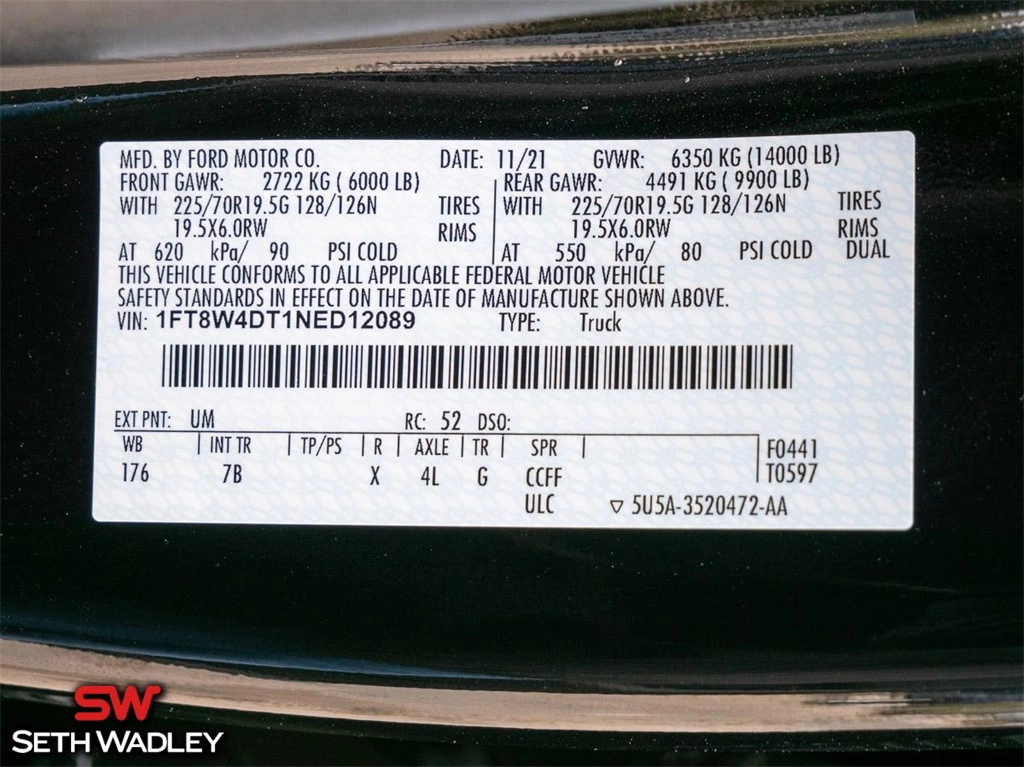 MFD. BY FORD MOTOR CO. DATE: 11/21 GVWR: 6350 KG (14000 LB)
FRONT GAWR: 2722 KG ( 6000 LB) REAR GAWR: 4491 KG ( 9900 LB)
WITH 225/70R19.5G 128/126N TIRES WITH 225/70R19.5G 128/126N TIRES
19.5X6.0RW RIMS 19.5X6.0RW RIMS
AT 620 kPa/ 90 PSI COLD AT 550 kPa/ 80 PSI COLD DUAL
THIS VEHICLE CONFORMS TO ALL APPLICABLE FEDERAL MOTOR VEHICLE
SAFETY STANDARDS IN EFFECT ON THE DATE OF MANUFACTURE SHOWN ABOVE.
VIN: 1FT8W4DT1NED12089 TYPE: Truck
EXT PNT: UM RC: 52 DSO:
WB | INT TR | TP/PS | R | AXLE | TR | SPR | F0441
176 7B X 4L G CCFF T0597
ULC ▽ 5U5A-3520472-AA
SW
SETH WADLEY